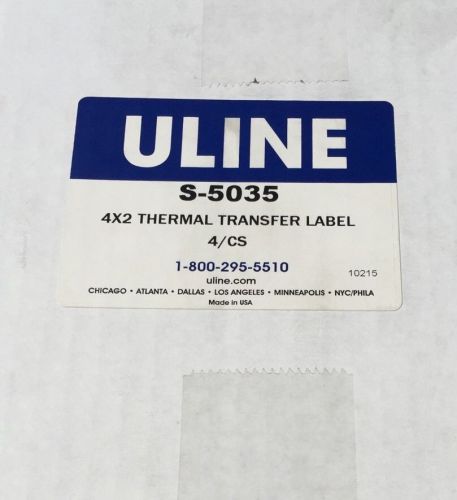 ULINE
S-5035
4X2 THERMAL TRANSFER LABEL
4/CS
1-800-295-5510
10215
uline.com
CHICAGO • ATLANTA • DALLAS • LOS ANGELES • MINNEAPOLIS • NYC/PHILA
Made in USA